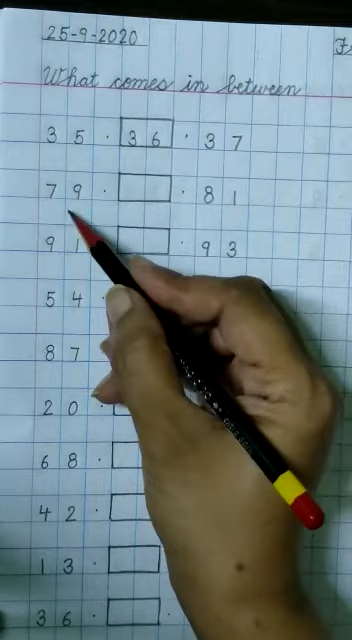 25-9-2020
What comes in between
35 . 36 . 37
79 . . 81
91 . 93
54
87
20
68 .
42 .
13 .
36 . .